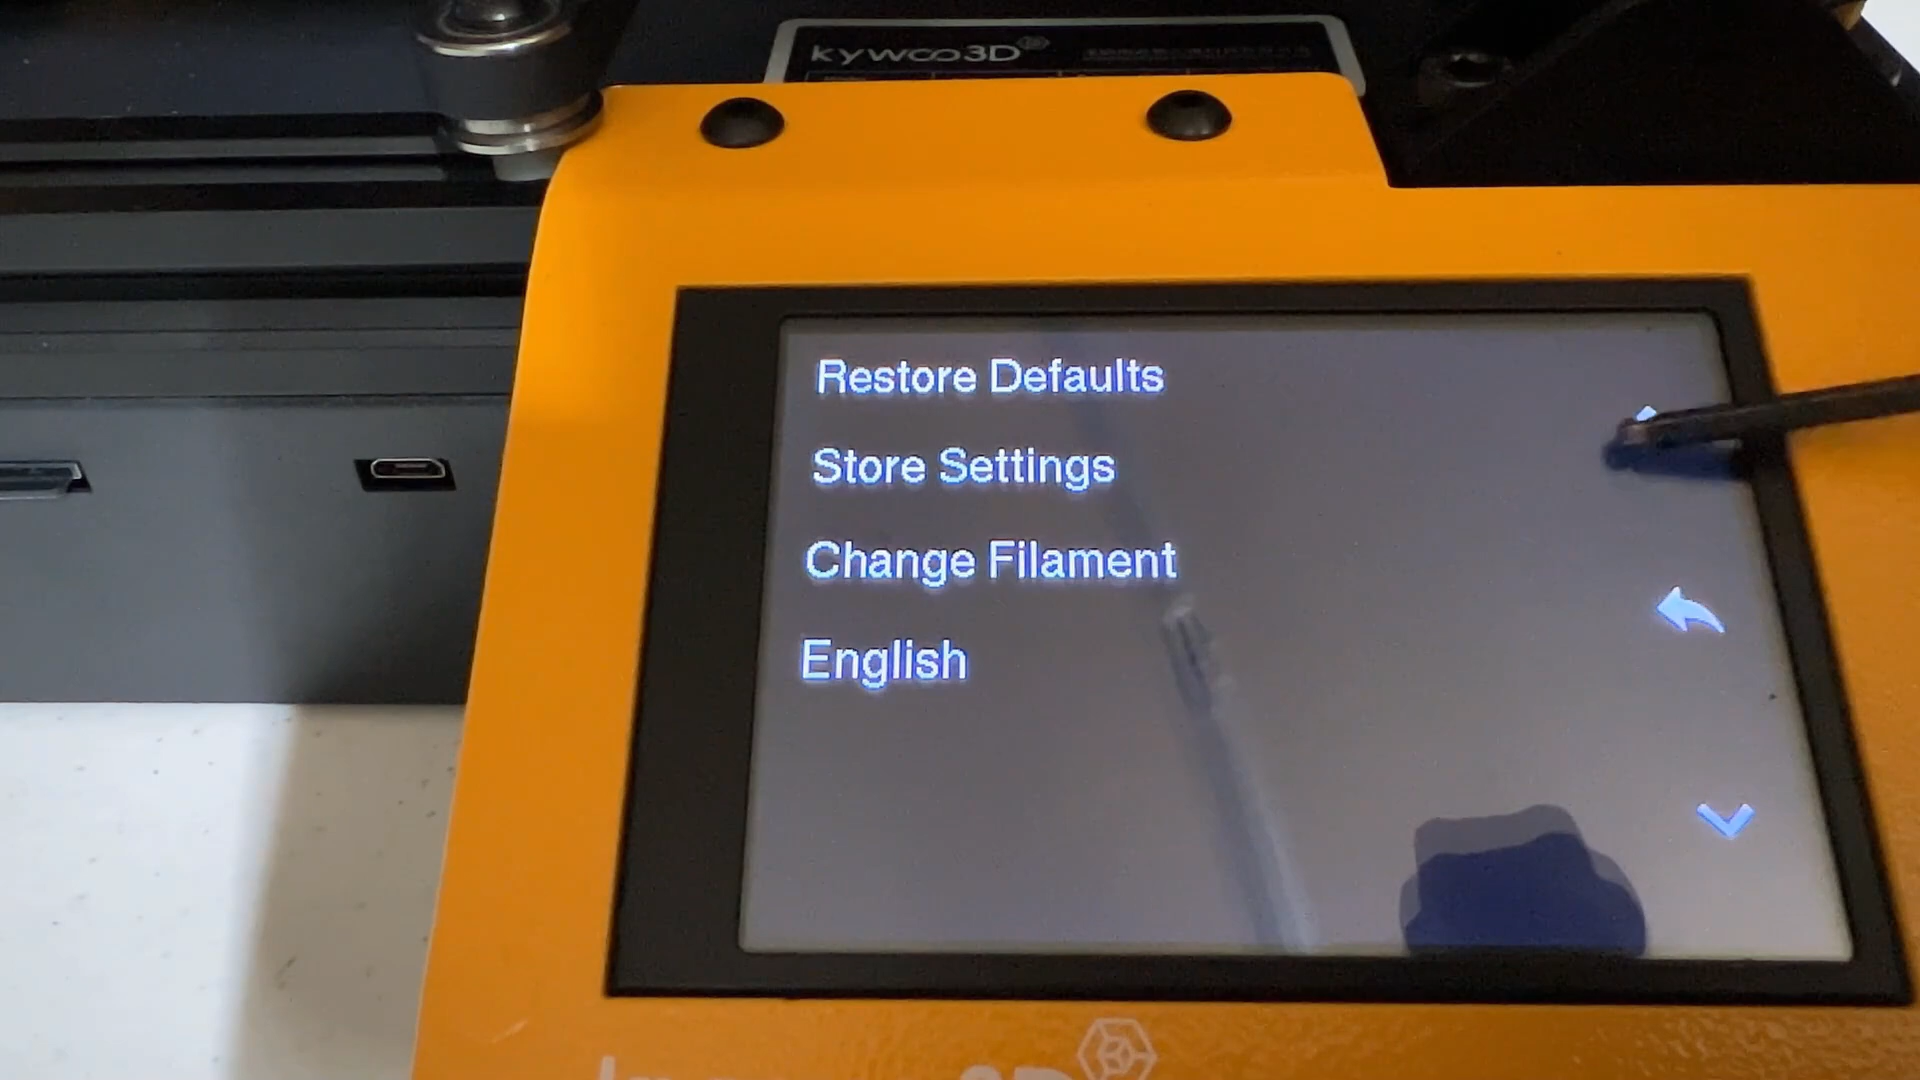 kywoo3D
Restore Defaults
Store Settings
Change Filament
English